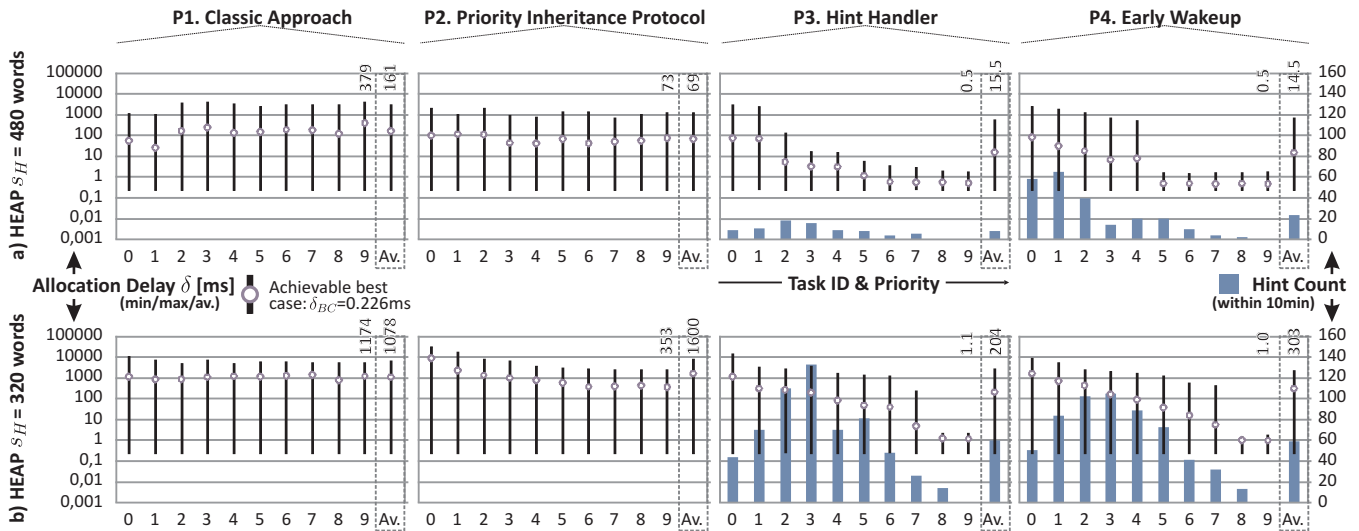 P1. Classic Approach P2. Priority Inheritance Protocol P3. Hint Handler P4. Early Wakeup
a) HEAP s_H = 480 words
100000
10000
1000
100
10
1
0,1
0,01
0,001
379 161 73 69 0.5 15.5 0.5 14.5
160
140
120
100
80
60
40
20
0
0 1 2 3 4 5 6 7 8 9 Av. 0 1 2 3 4 5 6 7 8 9 Av. 0 1 2 3 4 5 6 7 8 9 Av. 0 1 2 3 4 5 6 7 8 9 Av.
Allocation Delay δ [ms]
(min/max/av.)
Achievable best
case: δ_BC=0.226ms
Task ID & Priority
Hint Count
(within 10min)
b) HEAP s_H = 320 words
100000
10000
1000
100
10
1
0,1
0,01
0,001
1174 1078 353 1600 1.1 204 1.0 303
160
140
120
100
80
60
40
20
0
0 1 2 3 4 5 6 7 8 9 Av. 0 1 2 3 4 5 6 7 8 9 Av. 0 1 2 3 4 5 6 7 8 9 Av. 0 1 2 3 4 5 6 7 8 9 Av.